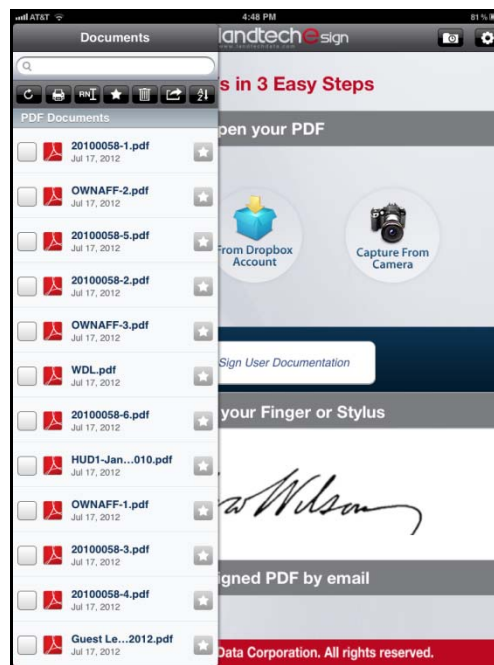 AT&T 4:48 PM 81 %
Documents
landtech esign
www.landtechdata.com
s in 3 Easy Steps
RNI
A Z
PDF Documents
pen your PDF
20100058-1.pdf
Jul 17, 2012
OWNAFF-2.pdf
Jul 17, 2012
20100058-5.pdf
Jul 17, 2012
20100058-2.pdf
Jul 17, 2012
OWNAFF-3.pdf
Jul 17, 2012
WDL.pdf
Jul 17, 2012
20100058-6.pdf
Jul 17, 2012
HUD1-Jan...010.pdf
Jul 17, 2012
OWNAFF-1.pdf
Jul 17, 2012
20100058-3.pdf
Jul 17, 2012
20100058-4.pdf
Jul 17, 2012
Guest Le...2012.pdf
Jul 17, 2012
From Dropbox
Account
Capture From
Camera
Sign User Documentation
your Finger or Stylus
Wilson
igned PDF by email
Data Corporation. All rights reserved.